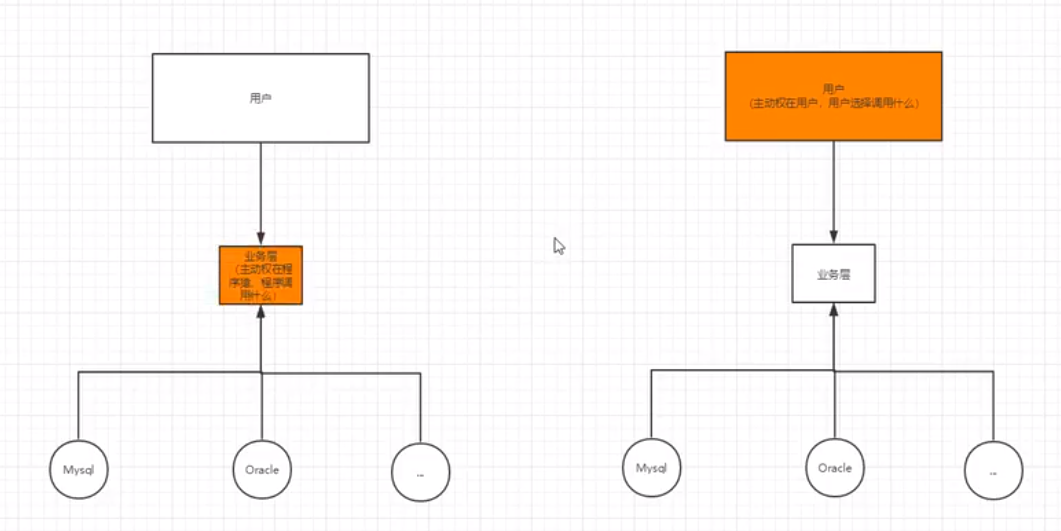 用户
业务层
（主动权在程
序猿，程序调
用什么）
Mysql
Oracle
...
用户
（主动权在用户，用户选择调用什么）
业务层
Mysql
Oracle
...